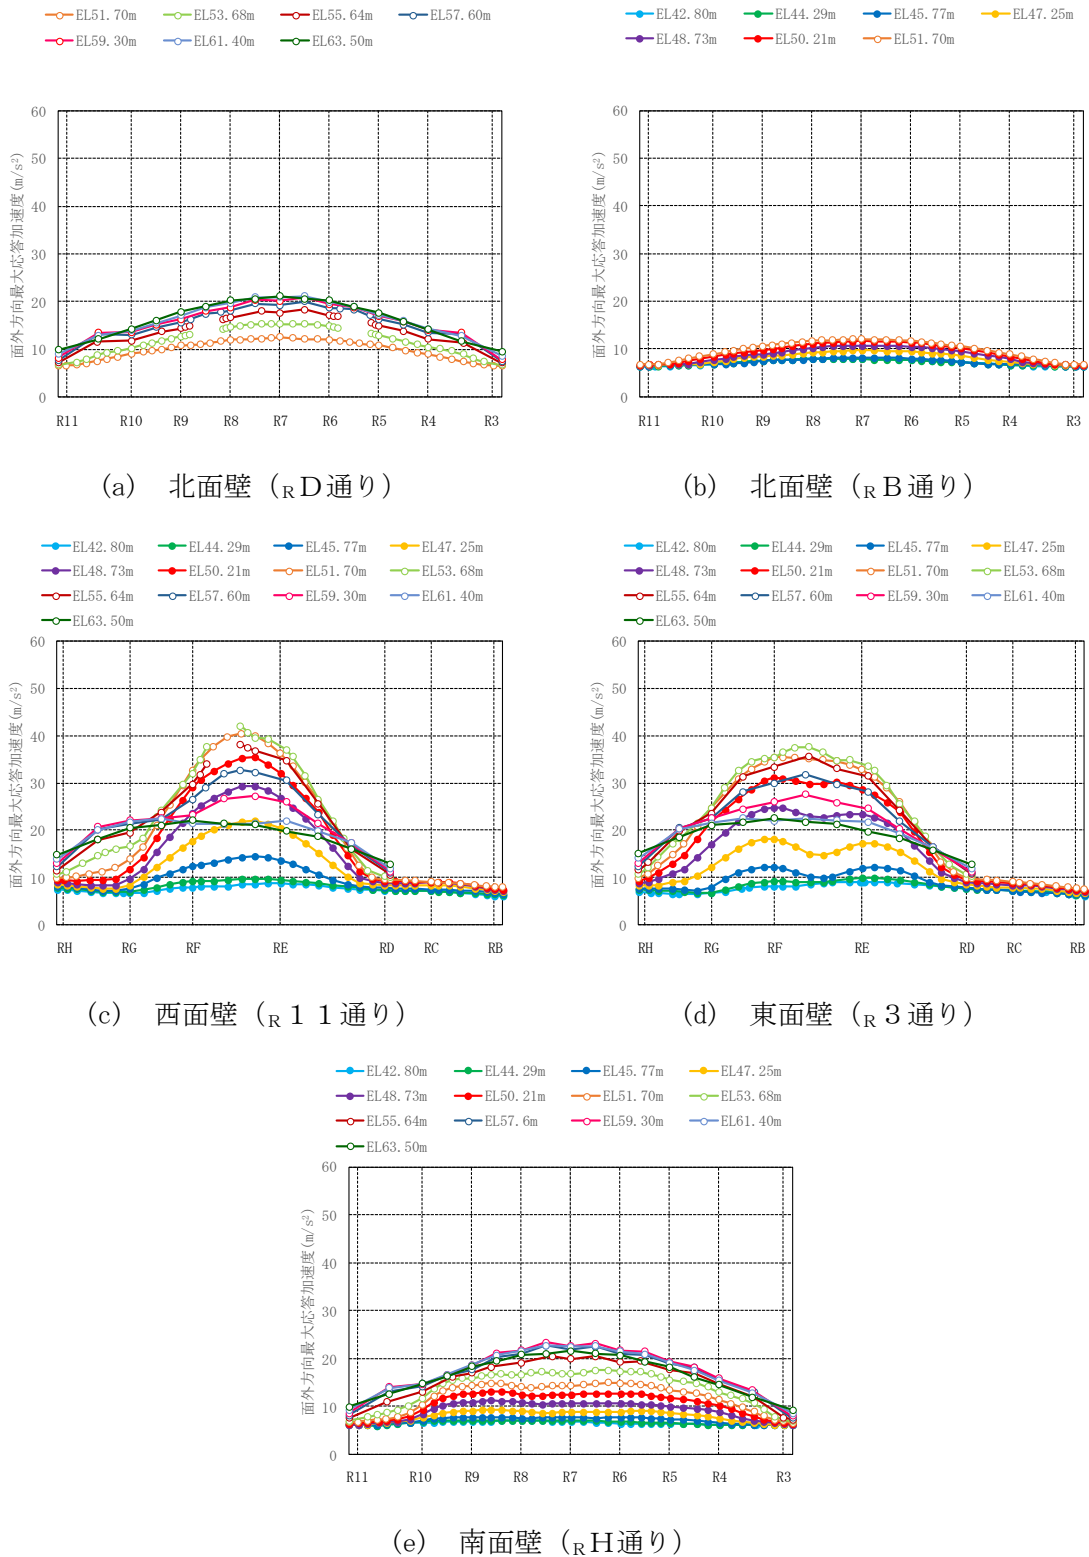 EL51.70m EL53.68m EL55.64m EL57.60m
EL59.30m EL61.40m EL63.50m
面外方向最大応答加速度(m/s²)
60
50
40
30
20
10
0
R11 R10 R9 R8 R7 R6 R5 R4 R3
(a) 北面壁（RD通り）
EL42.80m EL44.29m EL45.77m EL47.25m
EL48.73m EL50.21m EL51.70m
面外方向最大応答加速度(m/s²)
60
50
40
30
20
10
0
R11 R10 R9 R8 R7 R6 R5 R4 R3
(b) 北面壁（RB通り）
EL42.80m EL44.29m EL45.77m EL47.25m
EL48.73m EL50.21m EL51.70m EL53.68m
EL55.64m EL57.60m EL59.30m EL61.40m
EL63.50m
面外方向最大応答加速度(m/s²)
60
50
40
30
20
10
0
RH RG RF RE RD RC RB
(c) 西面壁（R１１通り）
EL42.80m EL44.29m EL45.77m EL47.25m
EL48.73m EL50.21m EL51.70m EL53.68m
EL55.64m EL57.60m EL59.30m EL61.40m
EL63.50m
面外方向最大応答加速度(m/s²)
60
50
40
30
20
10
0
RH RG RF RE RD RC RB
(d) 東面壁（R３通り）
EL42.80m EL44.29m EL45.77m EL47.25m
EL48.73m EL50.21m EL51.70m EL53.68m
EL55.64m EL57.6m EL59.30m EL61.40m
EL63.50m
面外方向最大応答加速度(m/s²)
60
50
40
30
20
10
0
R11 R10 R9 R8 R7 R6 R5 R4 R3
(e) 南面壁（RH通り）